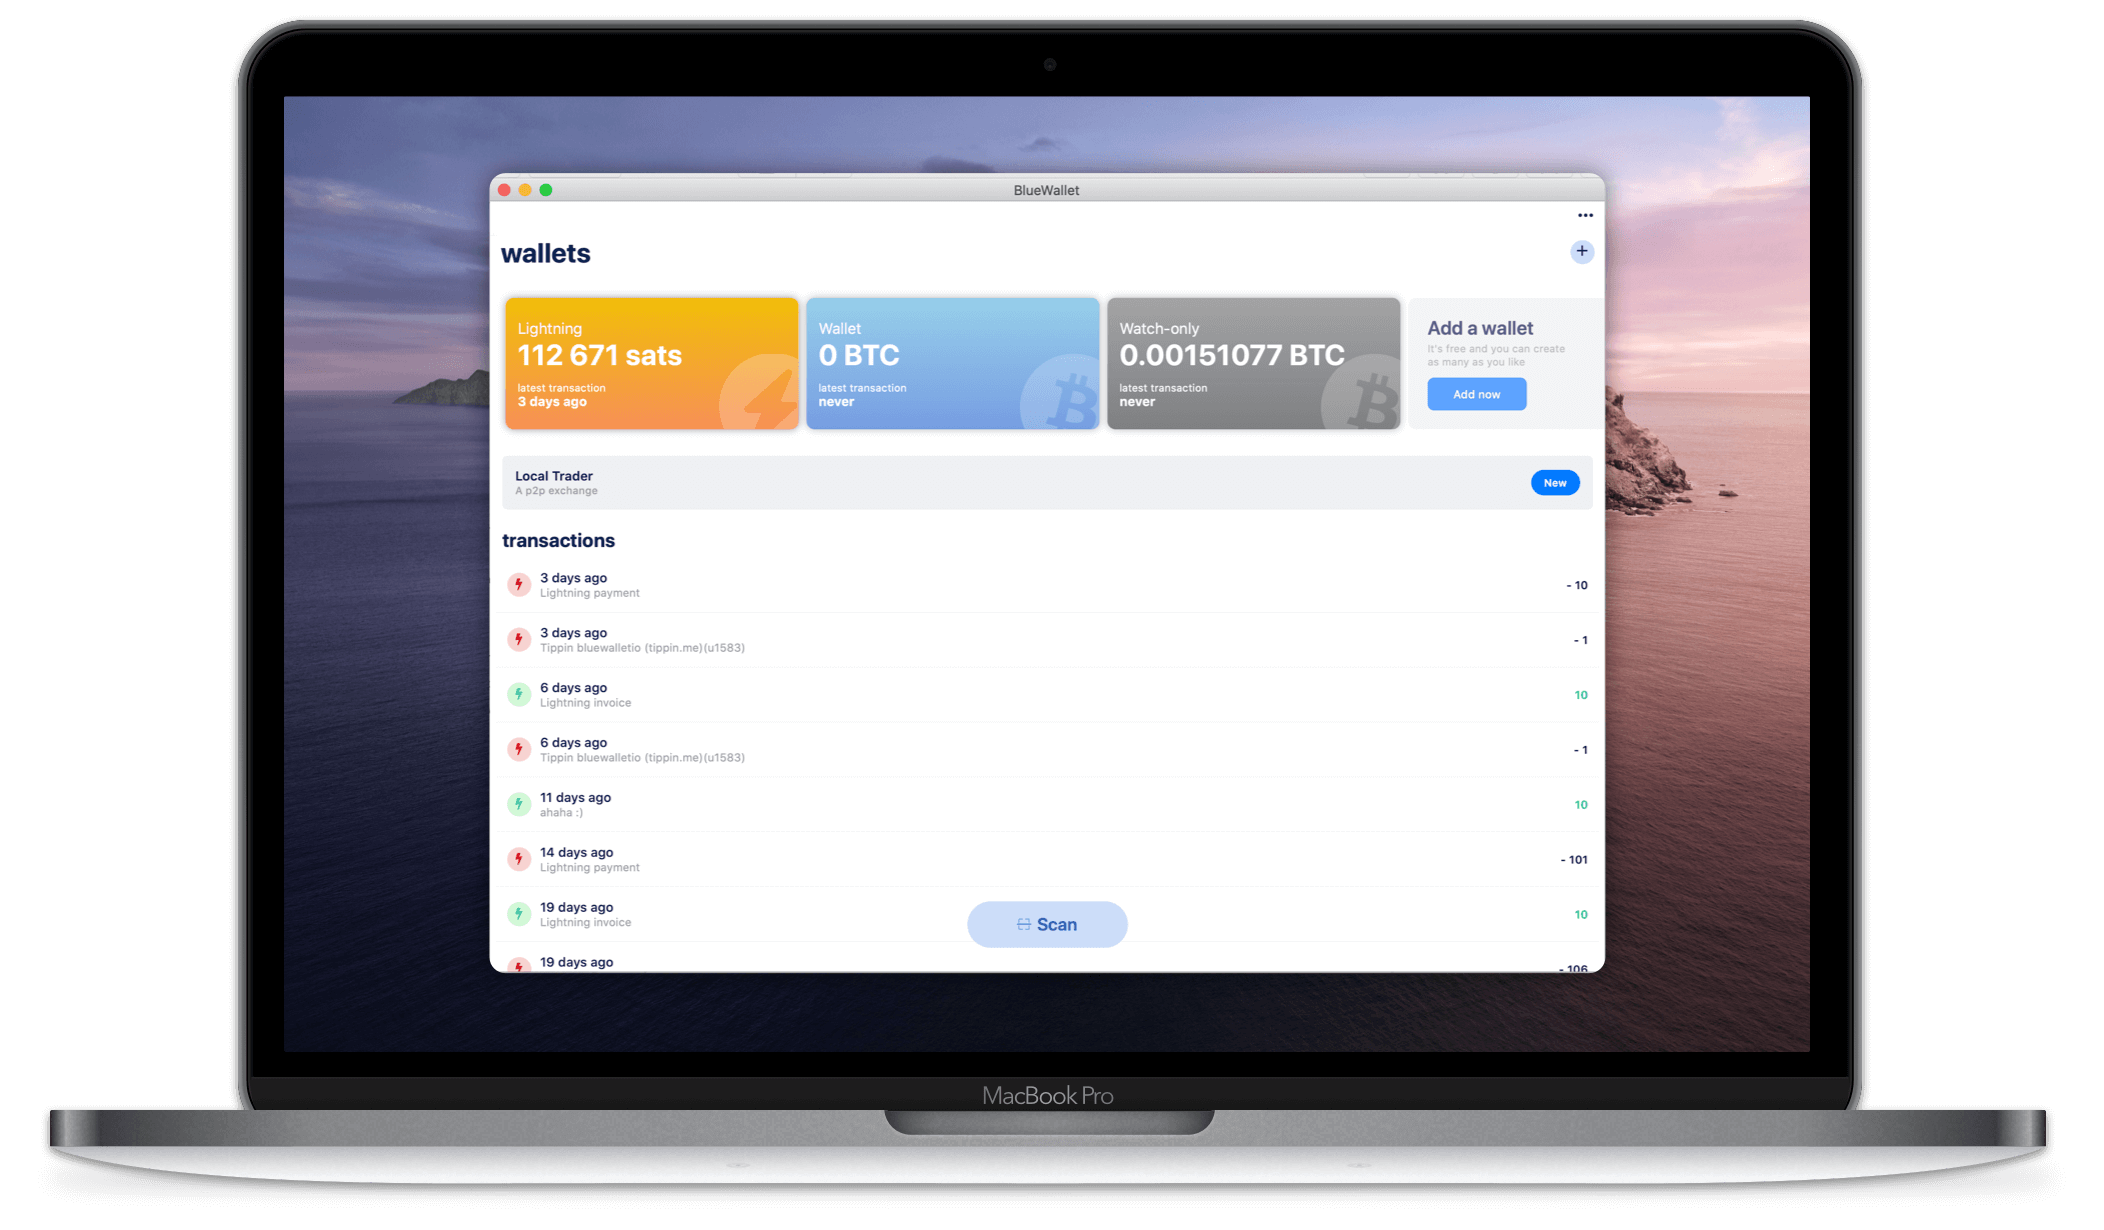 BlueWallet
wallets
Lightning
112 671 sats
latest transaction
3 days ago
Wallet
0 BTC
latest transaction
never
Watch-only
0.00151077 BTC
latest transaction
never
Add a wallet
It's free and you can create
as many as you like
Add now
Local Trader
A p2p exchange
New
transactions
3 days ago
Lightning payment
- 10
3 days ago
Tippin bluewalletio (tippin.me)(u1583)
- 1
6 days ago
Lightning invoice
10
6 days ago
Tippin bluewalletio (tippin.me)(u1583)
- 1
11 days ago
ahaha :)
10
14 days ago
Lightning payment
- 101
19 days ago
Lightning invoice
10
Scan
19 days ago
- 106
MacBook Pro